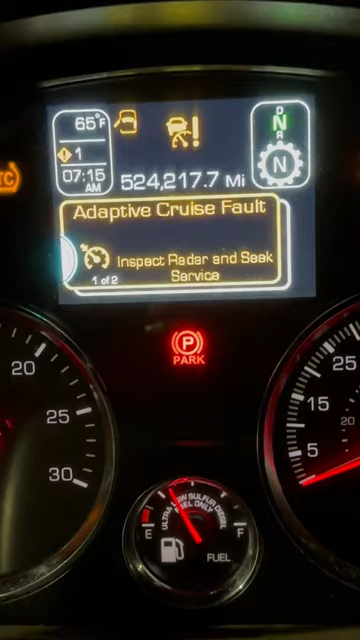 65°F
D
N
R
1
07:15
AM
524,217.7 Mi
N
TC
Adaptive Cruise Fault
Inspect Radar and Seek
Service
1 of 2
P
PARK
20
25
30
25
15
20
5
ULTRA LOW SULFUR DIESEL
FUEL ONLY
E
F
FUEL